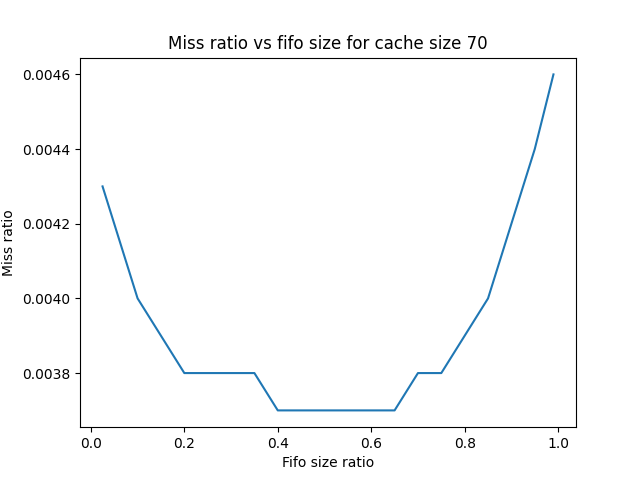 Miss ratio vs fifo size for cache size 70
0.0046
0.0044
0.0042
0.0040
0.0038
Miss ratio
0.0 0.2 0.4 0.6 0.8 1.0
Fifo size ratio